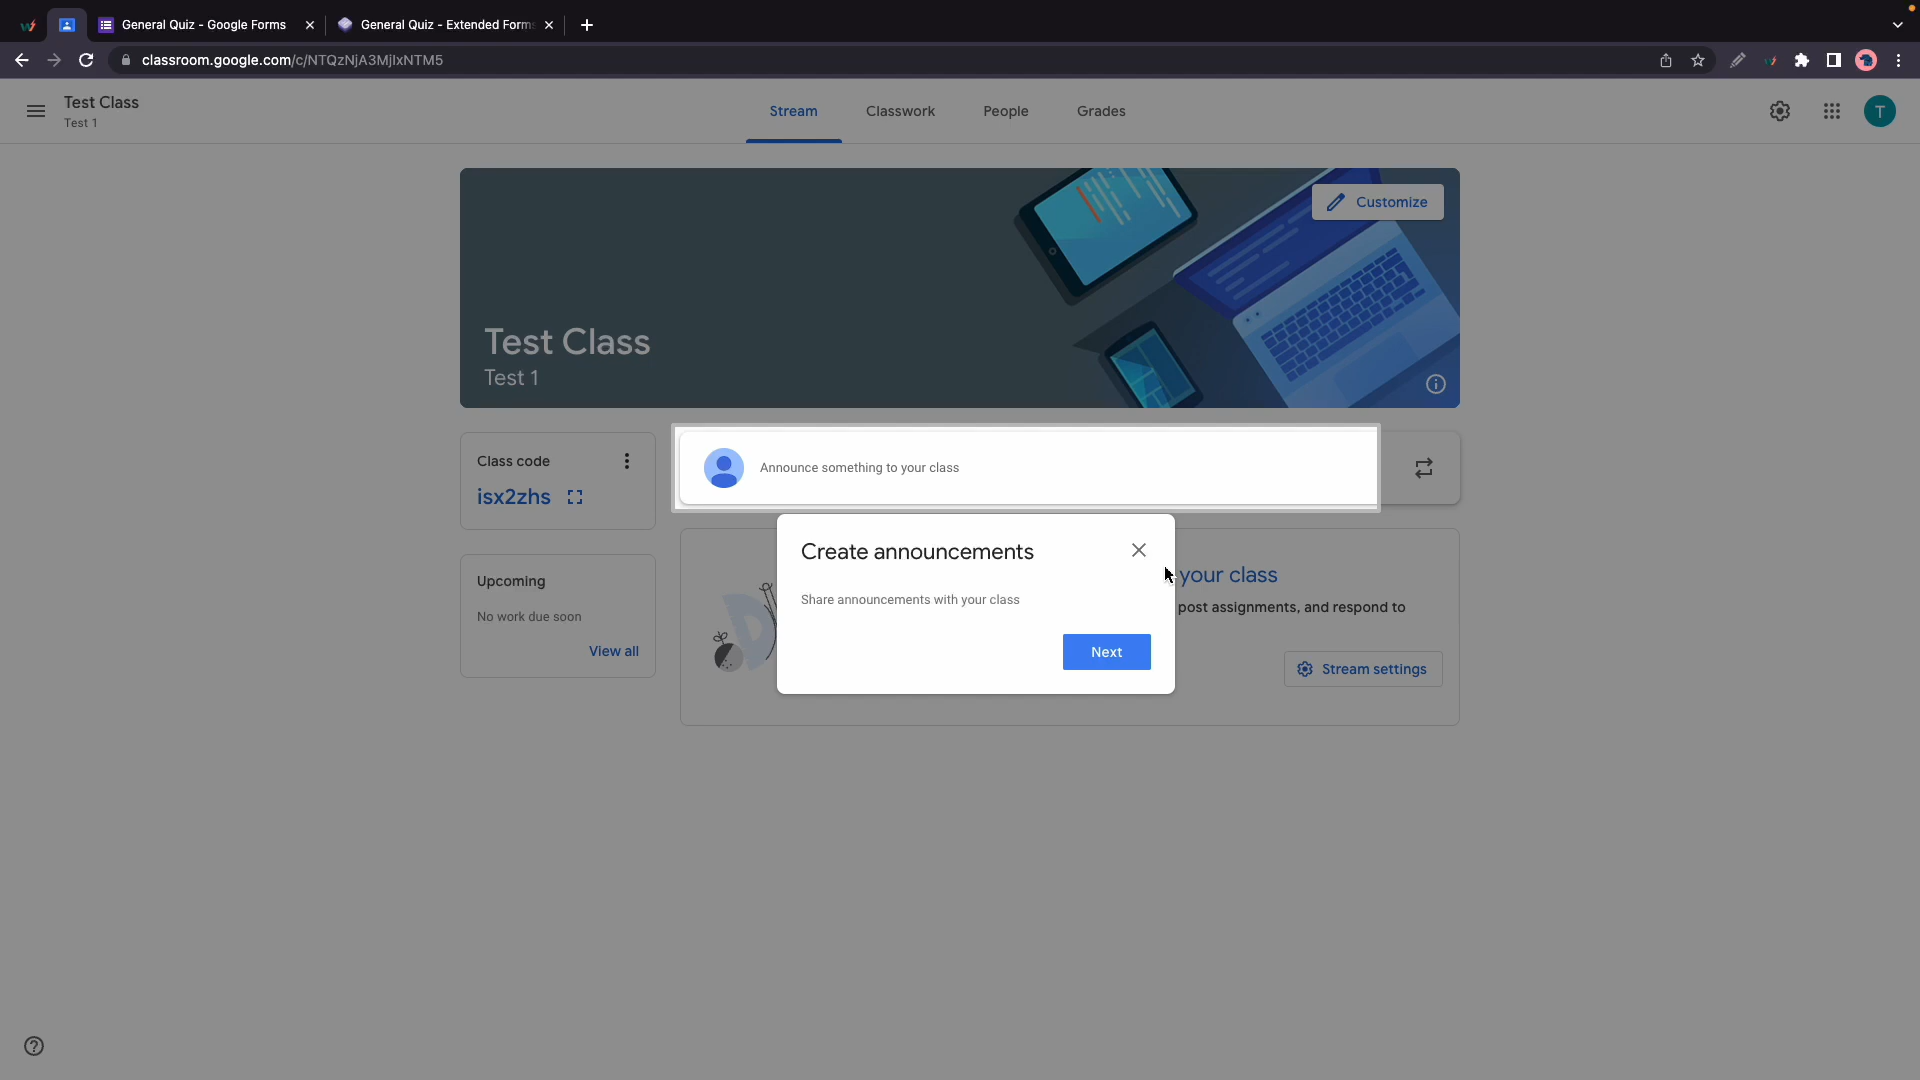 General Quiz - Google Forms
General Quiz - Extended Form
classroom.google.com/c/NTQzNjA3MjIxNTM5
Test Class
Test 1
Stream
Classwork
People
Grades
T
Customize
Test Class
Test 1
Class code
isx2zhs
Announce something to your class
Create announcements
Share announcements with your class
Next
your class
post assignments, and respond to
Stream settings
Upcoming
No work due soon
View all